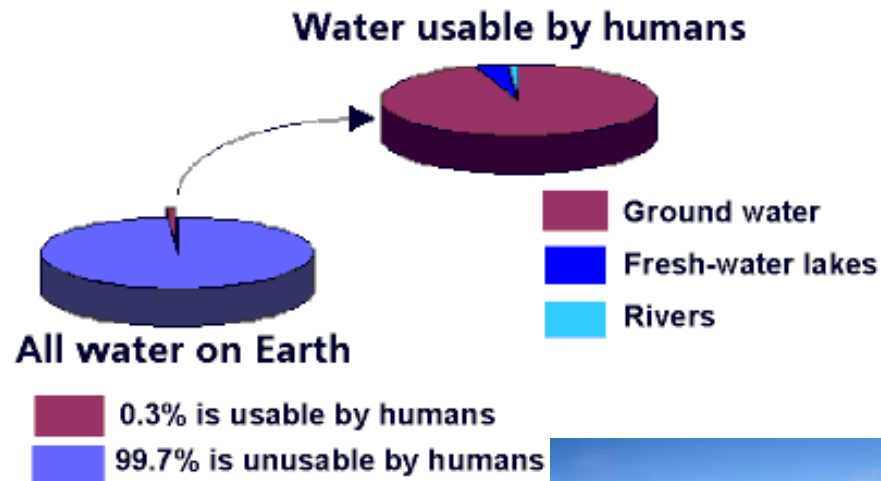 Water usable by humans
Ground water
Fresh-water lakes
Rivers
All water on Earth
0.3% is usable by humans
99.7% is unusable by humans